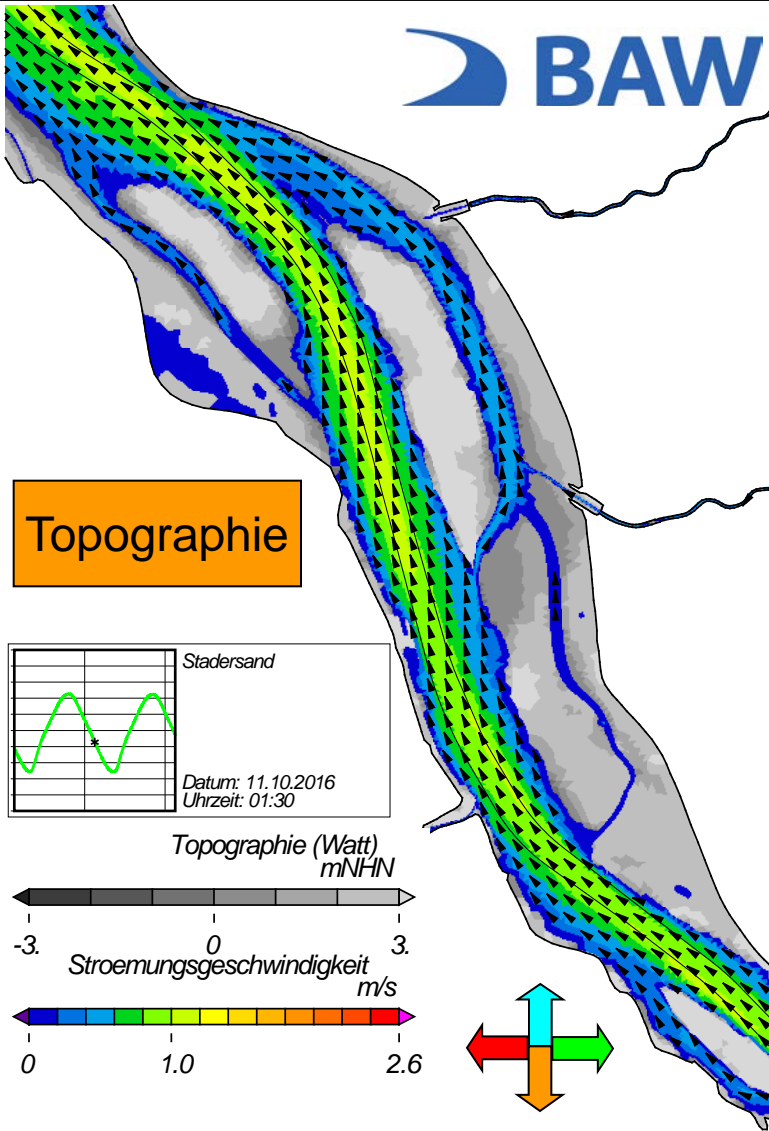 BAW
Topographie
Stadersand
Datum: 11.10.2016
Uhrzeit: 01:30
Topographie (Watt)
mNHN
-3. 0 3.
Stroemungsgeschwindigkeit
m/s
0 1.0 2.6